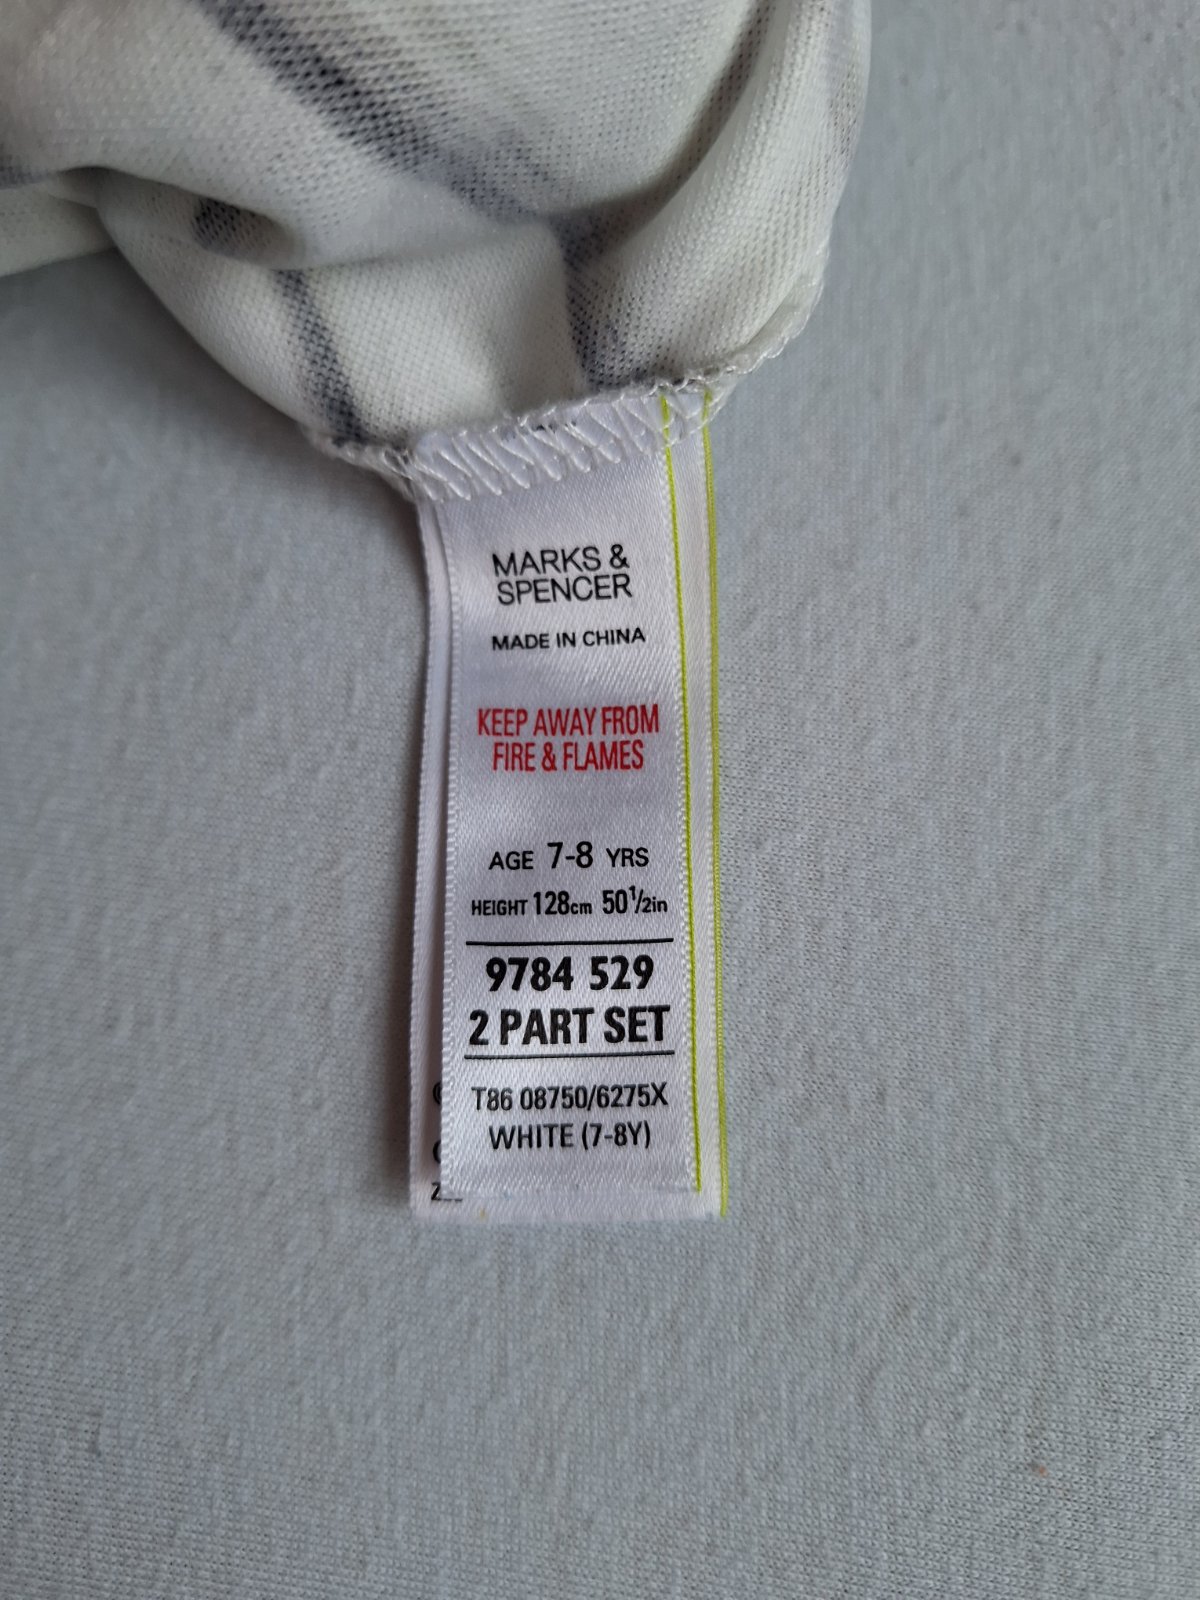 MARKS &
SPENCER
MADE IN CHINA
KEEP AWAY FROM
FIRE & FLAMES
AGE 7-8 YRS
HEIGHT 128cm 50½in
9784 529
2 PART SET
T86 08750/6275X
WHITE (7-8Y)